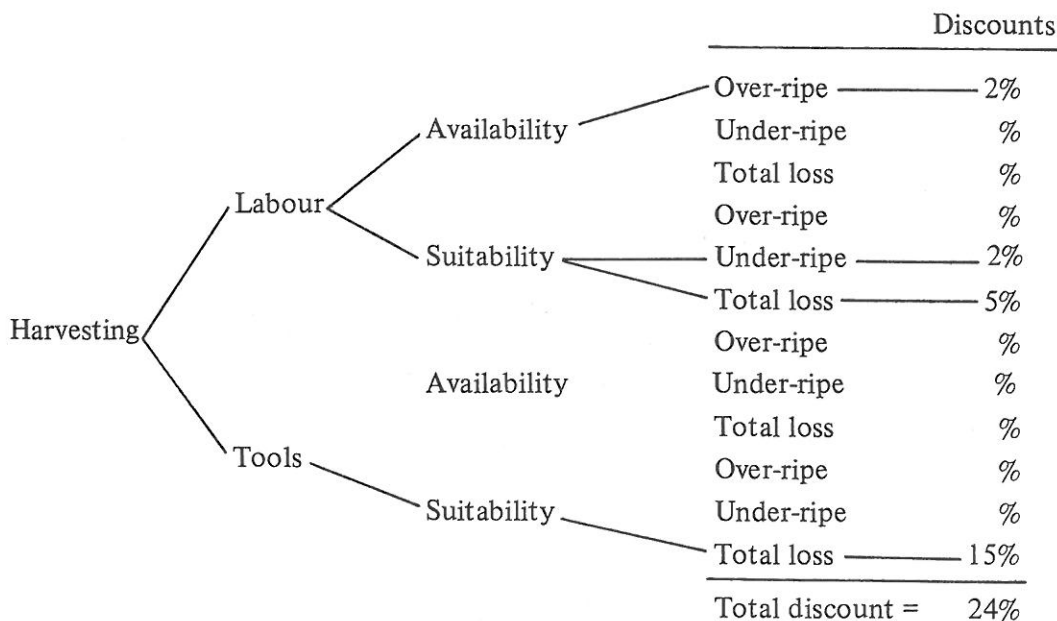 Discounts
Over-ripe 2%
Availability
Under-ripe %
Total loss %
Labour
Over-ripe %
Suitability
Under-ripe 2%
Total loss 5%
Harvesting
Over-ripe %
Availability
Under-ripe %
Total loss %
Tools
Over-ripe %
Suitability
Under-ripe %
Total loss 15%
Total discount = 24%